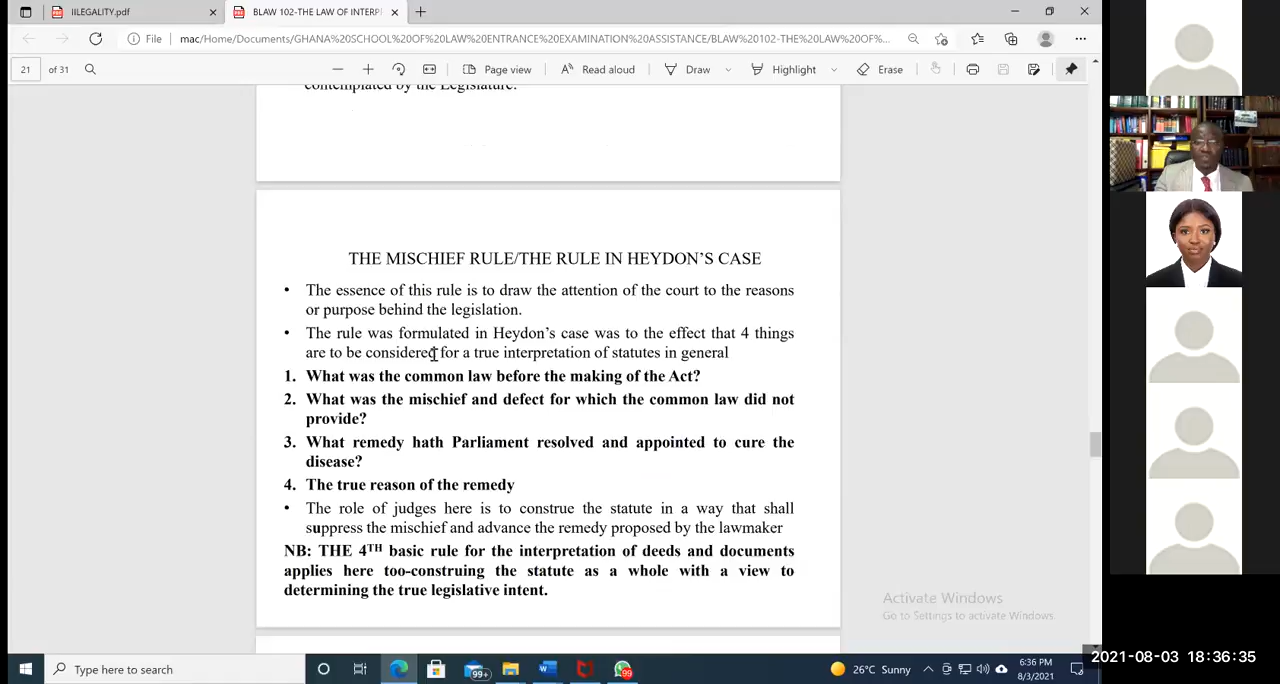 IILEGALITY.pdf
BLAW 102-THE LAW OF INTERPR
File
mac/Home/Documents/GHANA%20SCHOOL%20OF%20LAW%20ENTRANCE%20EXAMINATION%20ASSISTANCE/BLAW%20102-THE%20LAW%20OF%...
21 of 31
Page view
Read aloud
Draw
Highlight
Erase
contemplated by the Legislature.
THE MISCHIEF RULE/THE RULE IN HEYDON'S CASE
• The essence of this rule is to draw the attention of the court to the reasons
or purpose behind the legislation.
• The rule was formulated in Heydon's case was to the effect that 4 things
are to be considered for a true interpretation of statutes in general
1. What was the common law before the making of the Act?
2. What was the mischief and defect for which the common law did not
provide?
3. What remedy hath Parliament resolved and appointed to cure the
disease?
4. The true reason of the remedy
• The role of judges here is to construe the statute in a way that shall
suppress the mischief and advance the remedy proposed by the lawmaker
NB: THE 4TH basic rule for the interpretation of deeds and documents
applies here too-construing the statute as a whole with a view to
determining the true legislative intent.
Activate Windows
Go to Settings to activate Windows.
Type here to search
99+
99
26°C Sunny
6:36 PM
8/3/2021
2021-08-03 18:36:35